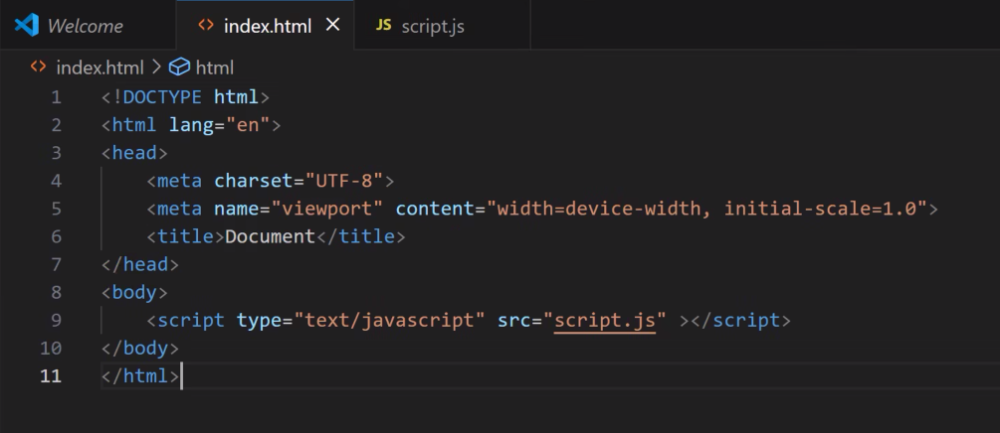 Welcome index.html × JS script.js
<> index.html > html
1 <!DOCTYPE html>
2 <html lang="en">
3 <head>
4     <meta charset="UTF-8">
5     <meta name="viewport" content="width=device-width, initial-scale=1.0">
6     <title>Document</title>
7 </head>
8 <body>
9     <script type="text/javascript" src="script.js" ></script>
10 </body>
11 </html>